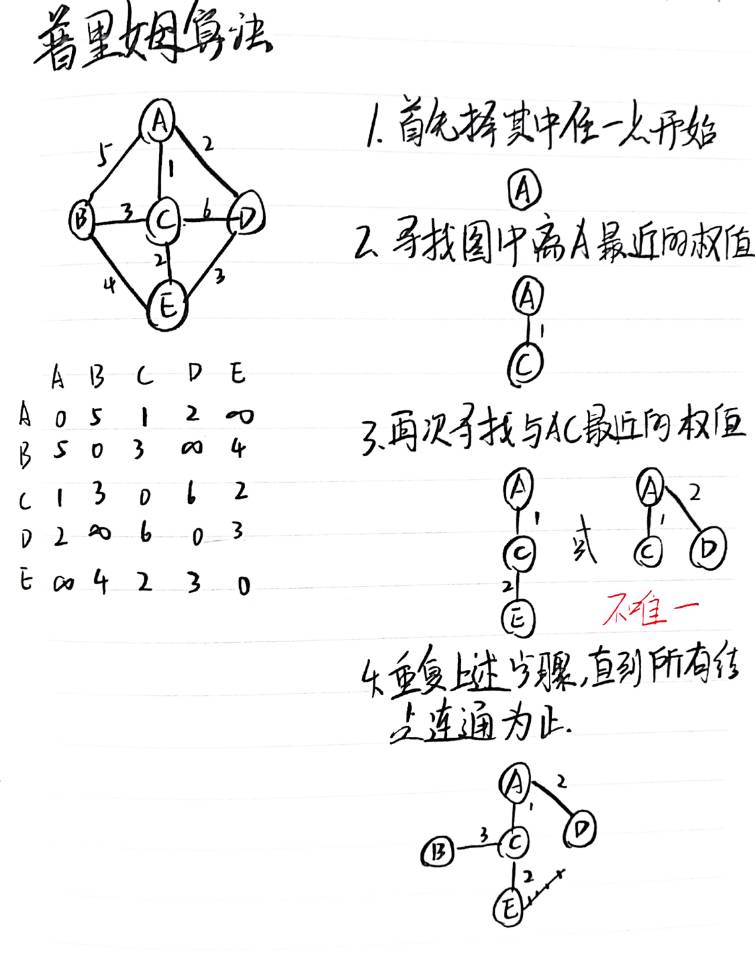 普里姆算法
A
5
1
2
B
3
C
6
D
2
4
3
E
A B C D E
A 0 5 1 2 ∞
B 5 0 3 ∞ 4
C 1 3 0 6 2
D 2 ∞ 6 0 3
E ∞ 4 2 3 0
1. 首先择其中任一点开始
A
2. 寻找图中离A最近的权值
A
1
C
3. 再次寻找与AC最近的权值
A
1
C
2
E
或
A
2
1
C
D
不唯一
4. 重复上述步骤,直到所有结
点连通为止.
A
2
1
D
B
3
C
2
E